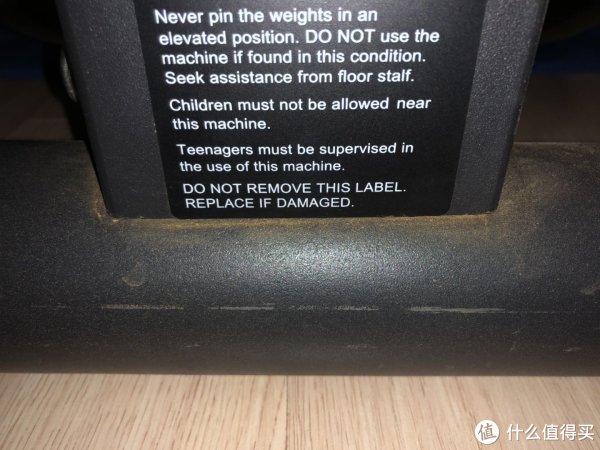 Never pin the weights in an
elevated position. DO NOT use the
machine if found in this condition.
Seek assistance from floor stalf.
Children must not be allowed near
this machine.
Teenagers must be supervised in
the use of this machine.
DO NOT REMOVE THIS LABEL.
REPLACE IF DAMAGED.
值 什么值得买